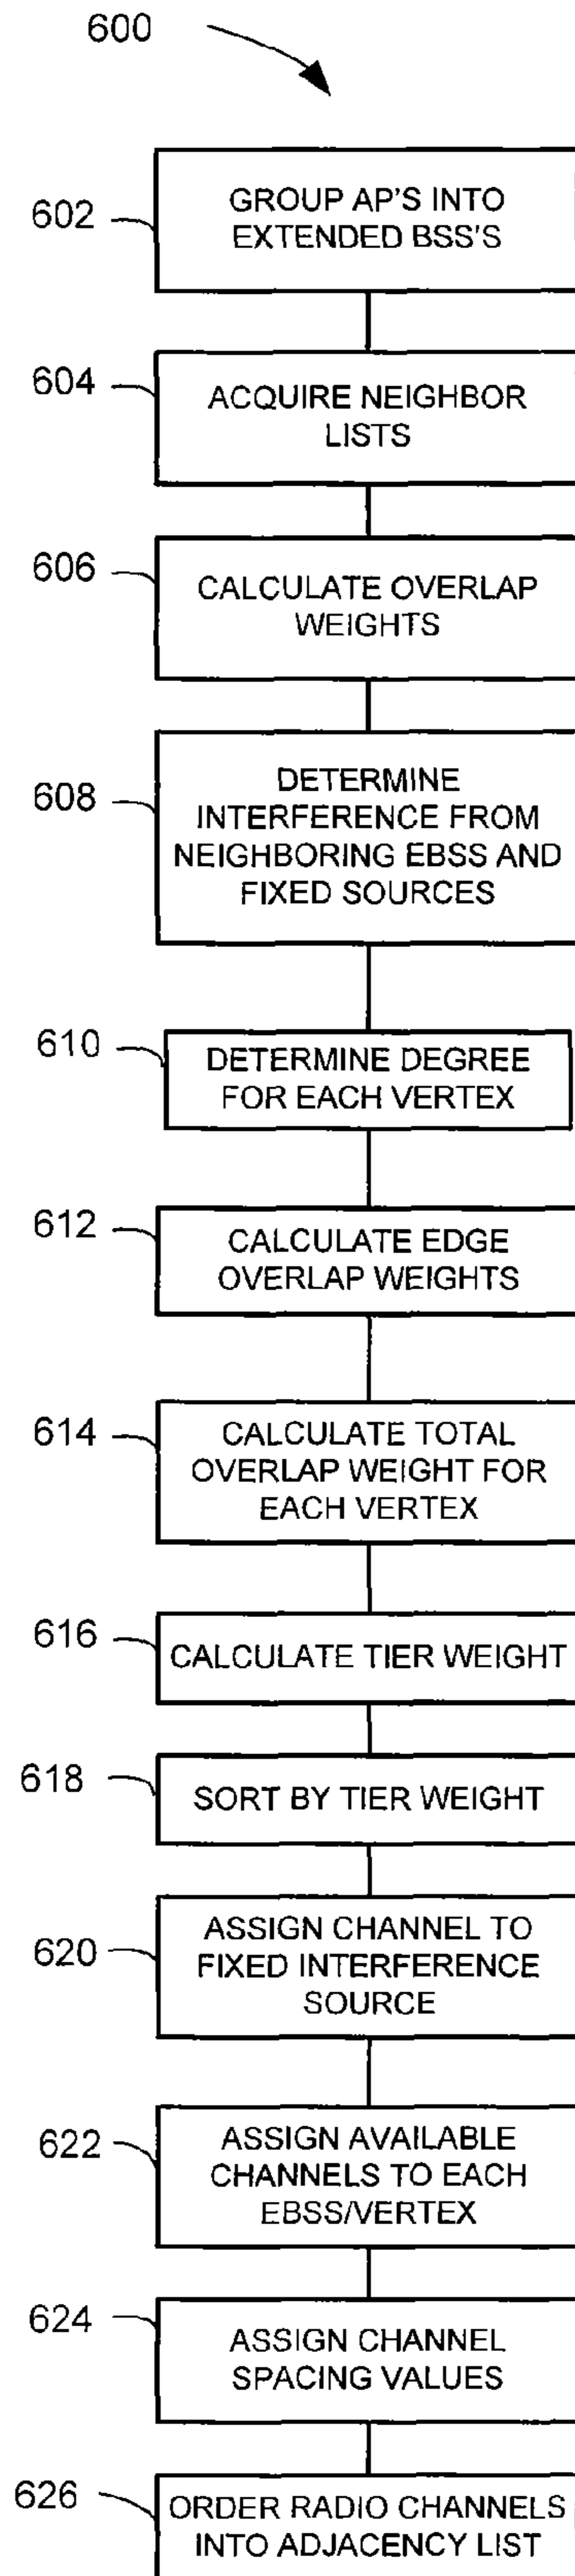 600
602
GROUP AP'S INTO
EXTENDED BSS'S
604
ACQUIRE NEIGHBOR
LISTS
606
CALCULATE OVERLAP
WEIGHTS
608
DETERMINE
INTERFERENCE FROM
NEIGHBORING EBSS AND
FIXED SOURCES
610
DETERMINE DEGREE
FOR EACH VERTEX
612
CALCULATE EDGE
OVERLAP WEIGHTS
614
CALCULATE TOTAL
OVERLAP WEIGHT FOR
EACH VERTEX
616
CALCULATE TIER WEIGHT
618
SORT BY TIER WEIGHT
620
ASSIGN CHANNEL TO
FIXED INTERFERENCE
SOURCE
622
ASSIGN AVAILABLE
CHANNELS TO EACH
EBSS/VERTEX
624
ASSIGN CHANNEL
SPACING VALUES
626
ORDER RADIO CHANNELS
INTO ADJACENCY LIST